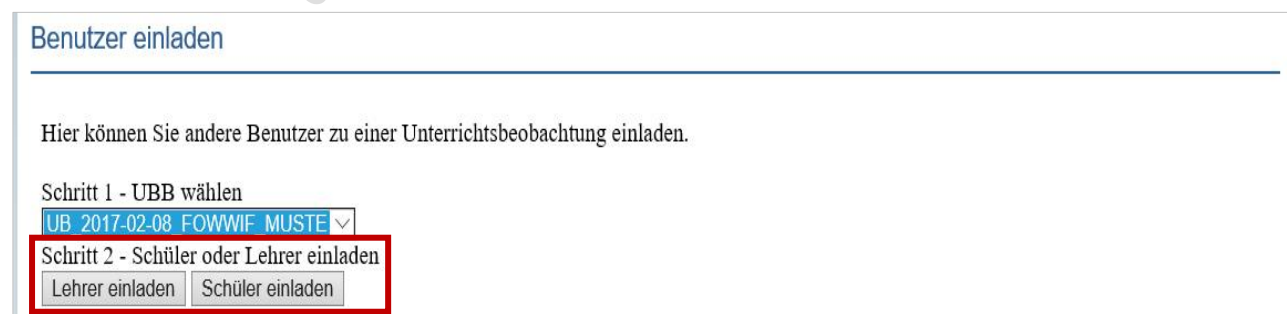 Benutzer einladen
Hier können Sie andere Benutzer zu einer Unterrichtsbeobachtung einladen.
Schritt 1 - UBB wählen
UB_2017-02-08_FOWWIF_MUSTE
Schritt 2 - Schüler oder Lehrer einladen
Lehrer einladen Schüler einladen